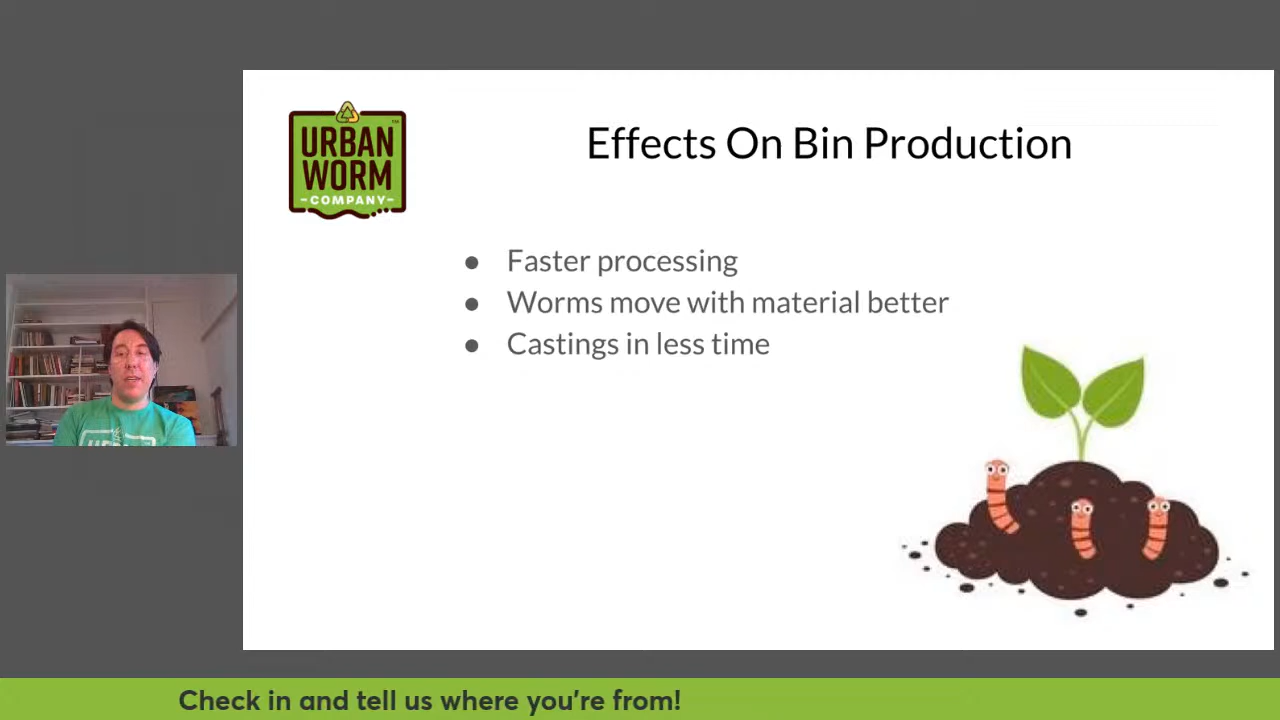 URBAN
WORM
-COMPANY-
TM
Effects On Bin Production
● Faster processing
● Worms move with material better
● Castings in less time
Check in and tell us where you're from!